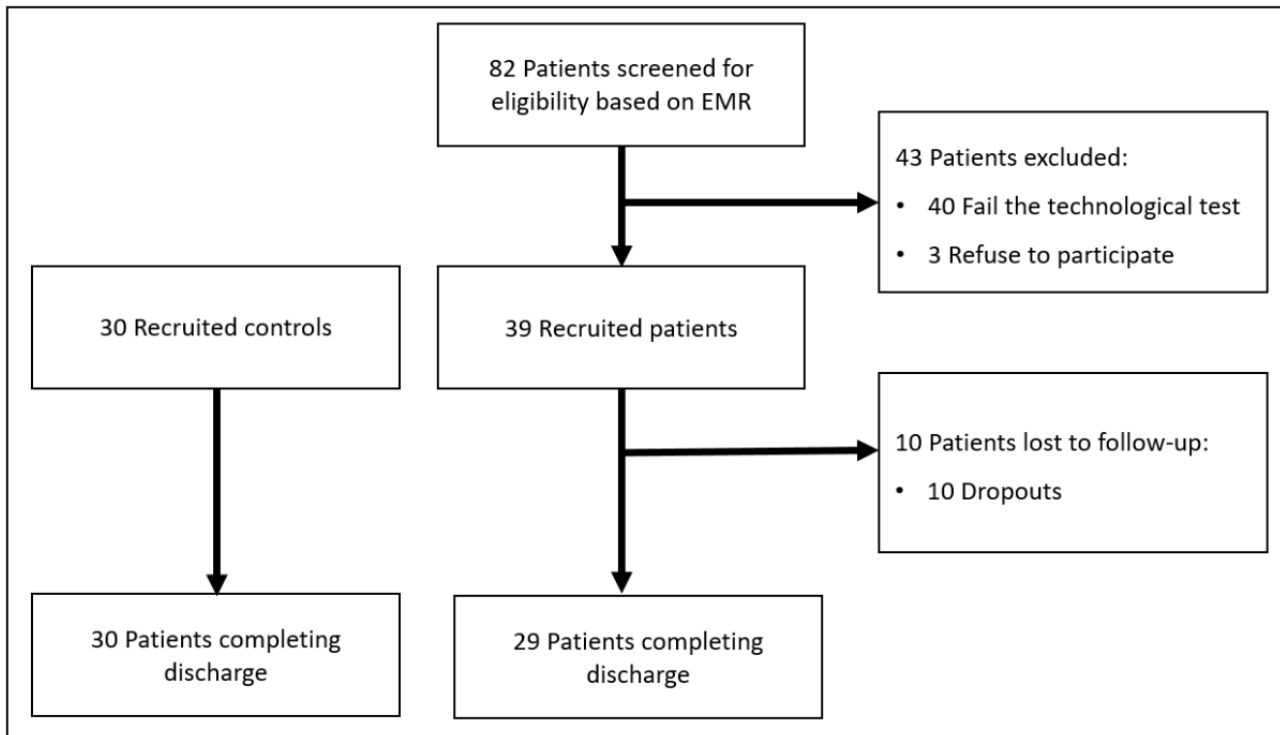 82 Patients screened for
eligibility based on EMR
43 Patients excluded:
• 40 Fail the technological test
• 3 Refuse to participate
30 Recruited controls
39 Recruited patients
10 Patients lost to follow-up:
• 10 Dropouts
30 Patients completing
discharge
29 Patients completing
discharge